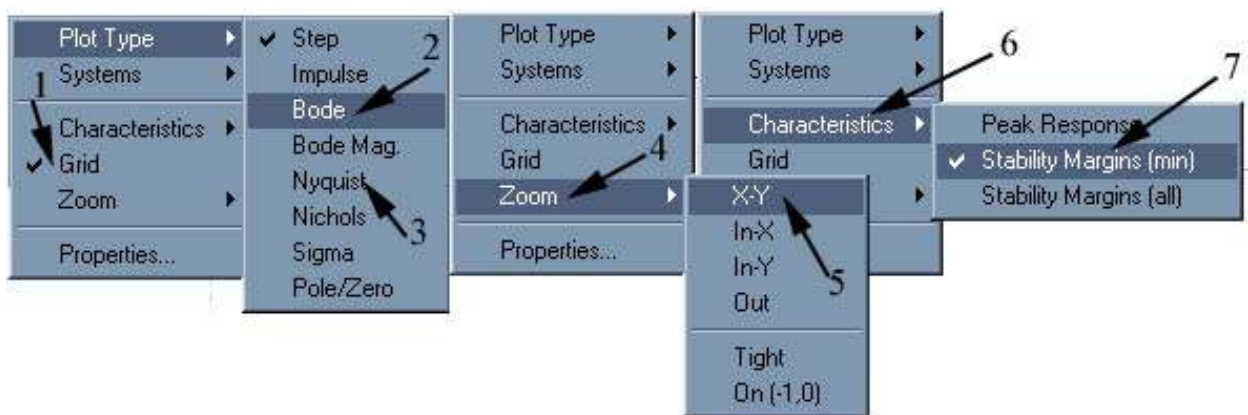 Plot Type
Systems
Characteristics
Grid
Zoom
Properties...
1
Step
Impulse
Bode
Bode Mag.
Nyquist
Nichols
Sigma
Pole/Zero
2
3
Plot Type
Systems
Characteristics
Grid
Zoom
Properties...
4
X-Y
In-X
In-Y
Out
Tight
On (-1,0)
5
Plot Type
Systems
Characteristics
Grid
6
Peak Response
Stability Margins (min)
Stability Margins (all)
7